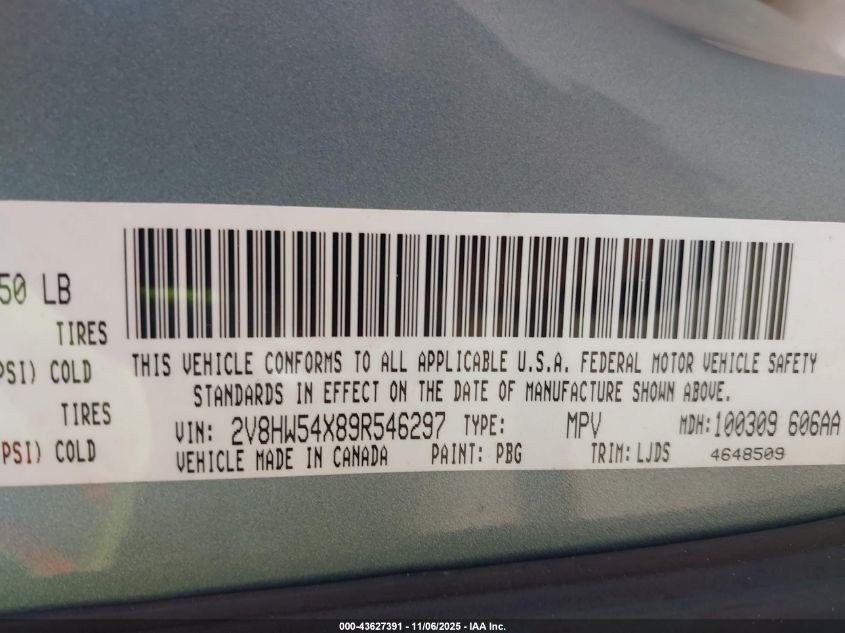 50 LB
TIRES
PSI) COLD
TIRES
PSI) COLD
THIS VEHICLE CONFORMS TO ALL APPLICABLE U.S.A. FEDERAL MOTOR VEHICLE SAFETY
STANDARDS IN EFFECT ON THE DATE OF MANUFACTURE SHOWN ABOVE.
VIN: 2V8HW54X89R546297 TYPE: MPV MDH:100309 606AA
VEHICLE MADE IN CANADA PAINT: PBG TRIM:LJDS 4648509
000-43627391 - 11/06/2025 - IAA Inc.